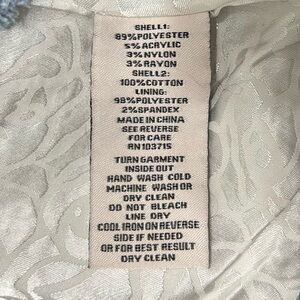 SHELL1:
89%POLYESTER
5%ACRYLIC
3%NYLON
3%RAYON
SHELL2:
100%COTTON
LINING:
98%POLYESTER
2%SPANDEX
MADE IN CHINA
SEE REVERSE
FOR CARE
RN 103715
TURN GARMENT
INSIDE OUT
HAND WASH COLD
MACHINE WASH OR
DRY CLEAN
DO NOT BLEACH
LINE DRY
COOL IRON ON REVERSE
SIDE IF NEEDED
OR FOR BEST RESULT
DRY CLEAN